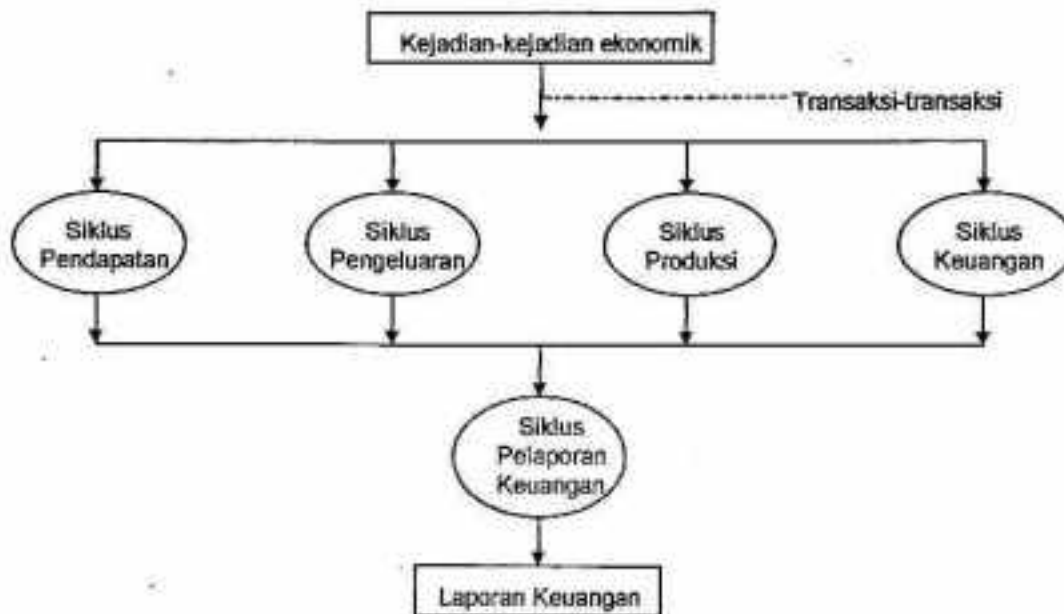 Kejadian-kejadian ekonomik
Transaksi-transaksi
Siklus
Pendapatan
Siklus
Pengeluaran
Siklus
Produksi
Siklus
Keuangan
Siklus
Pelaporan
Keuangan
Laporan Keuangan